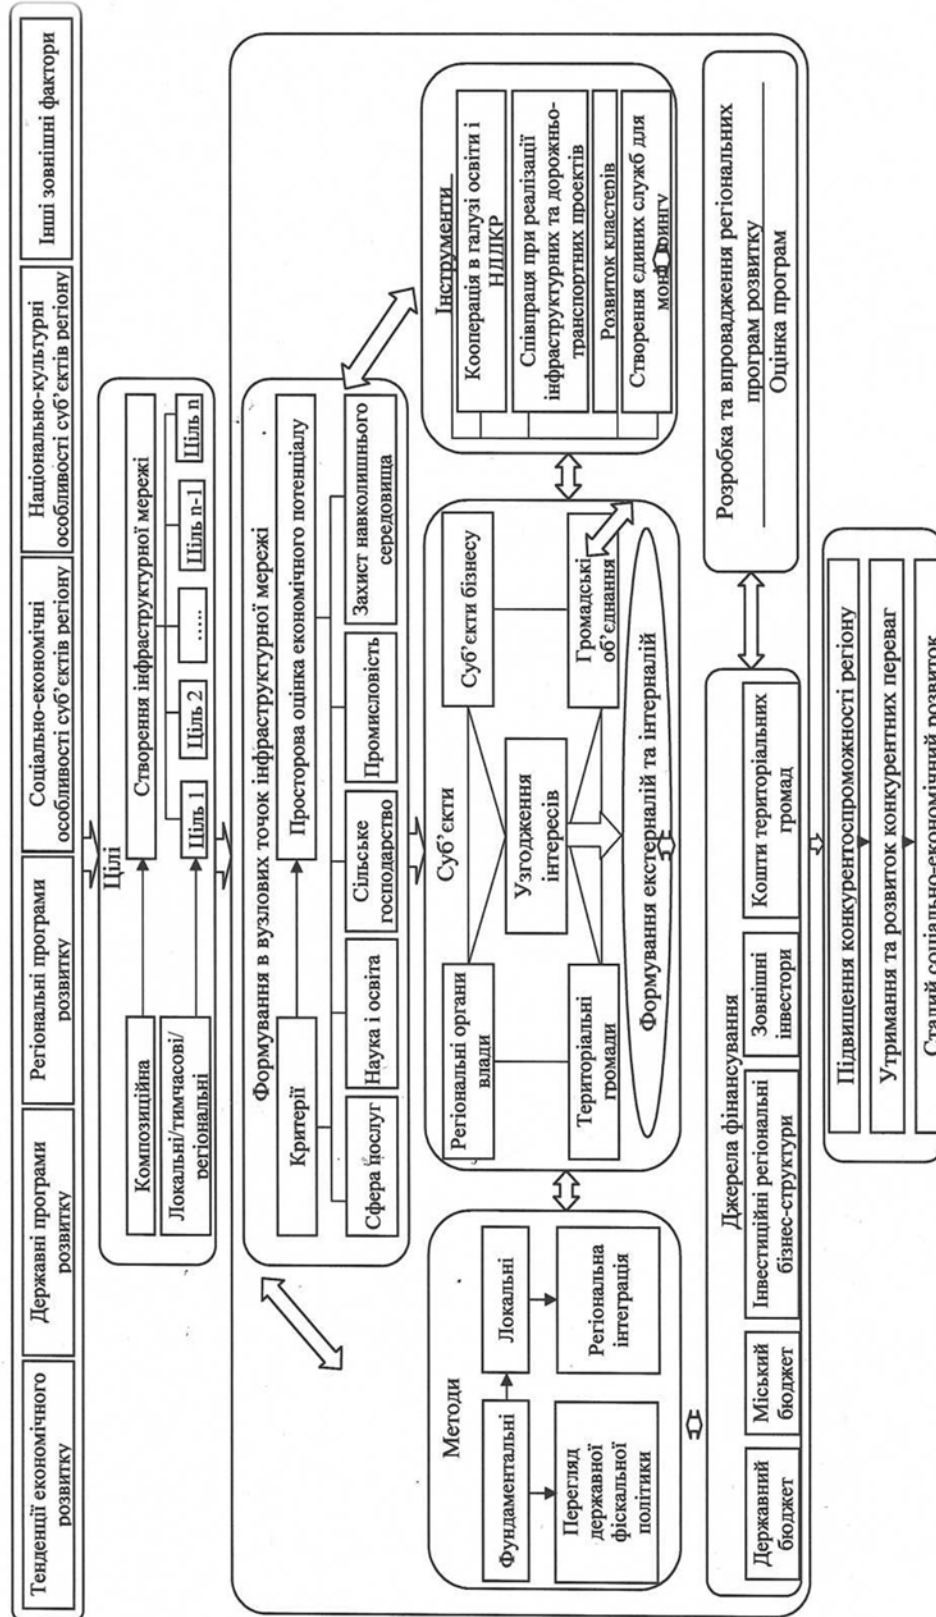 Тенденції економічного
розвитку
Державні програми
розвитку
Регіональні програми
розвитку
Соціально-економічні
особливості суб’єктів регіону
Національно-культурні
особливості суб’єктів регіону
Інші зовнішні фактори
Цілі
Композиційна
Створення інфраструктурної мережі
Локальні/тимчасові/
регіональні
Ціль 1
Ціль 2
......
Ціль n-1
Ціль n
Формування в вузлових точок інфраструктурної мережі
Критерії
Просторова оцінка економічного потенціалу
Сфера послуг
Наука і освіта
Сільське
господарство
Промисловість
Захист навколишнього
середовища
Методи
Фундаментальні
Локальні
Перегляд
державної
фіскальної
політики
Регіональна
інтеграція
Суб’єкти
Регіональні органи
влади
Суб’єкти бізнесу
Узгодження
інтересів
Територіальні
громади
Громадські
об’єднання
Формування екстерналій та інтерналій
Інструменти
Кооперація в галузі освіти і
НДДКР
Співпраця при реалізації
інфраструктурних та дорожньо-
транспортних проектів
Розвиток кластерів
Створення єдиних служб для
Джерела фінансування
Державний
бюджет
Міський
бюджет
Інвестиційні регіональні
бізнес-структури
Зовнішні
інвестори
Кошти територіальних
громад
Розробка та впровадження регіональних
програм розвитку
Оцінка програм
Підвищення конкурентоспроможності регіону
Утримання та розвиток конкурентних переваг
Сталий соціально-економічний розвиток